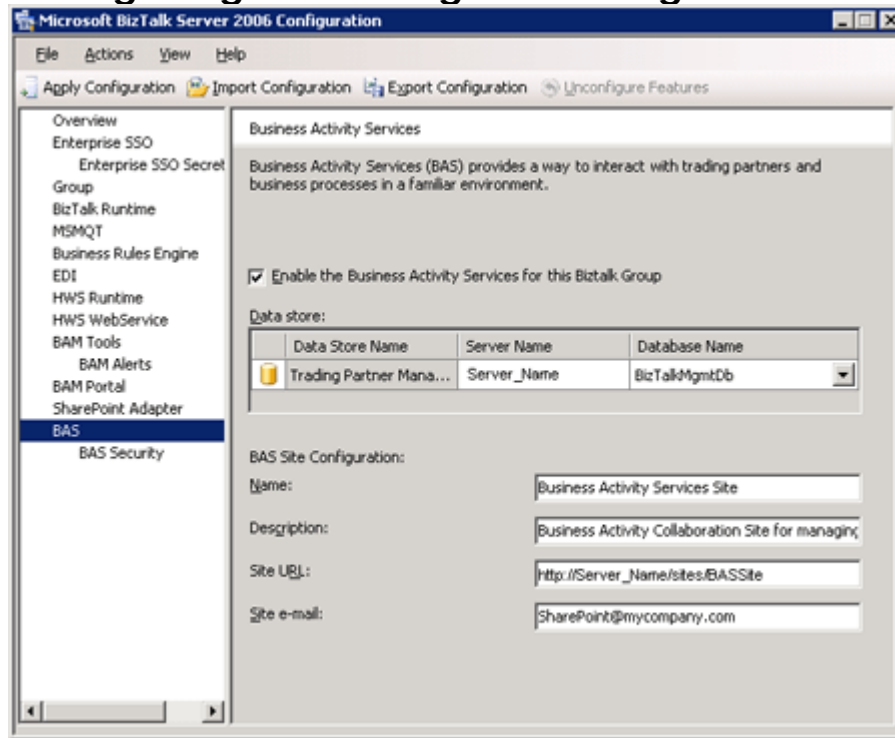 Microsoft BizTalk Server 2006 Configuration
File Actions View Help
Apply Configuration Import Configuration Export Configuration Unconfigure Features
Overview
Enterprise SSO
Enterprise SSO Secret
Group
BizTalk Runtime
MSMQT
Business Rules Engine
EDI
HWS Runtime
HWS WebService
BAM Tools
BAM Alerts
BAM Portal
SharePoint Adapter
BAS
BAS Security
Business Activity Services
Business Activity Services (BAS) provides a way to interact with trading partners and
business processes in a familiar environment.
Enable the Business Activity Services for this Biztalk Group
Data store:
Data Store Name Server Name Database Name
Trading Partner Mana... Server_Name BizTalkMgmtDb
BAS Site Configuration:
Name: Business Activity Services Site
Description: Business Activity Collaboration Site for managing
Site URL: http://Server_Name/sites/BASSite
Site e-mail: SharePoint@mycompany.com